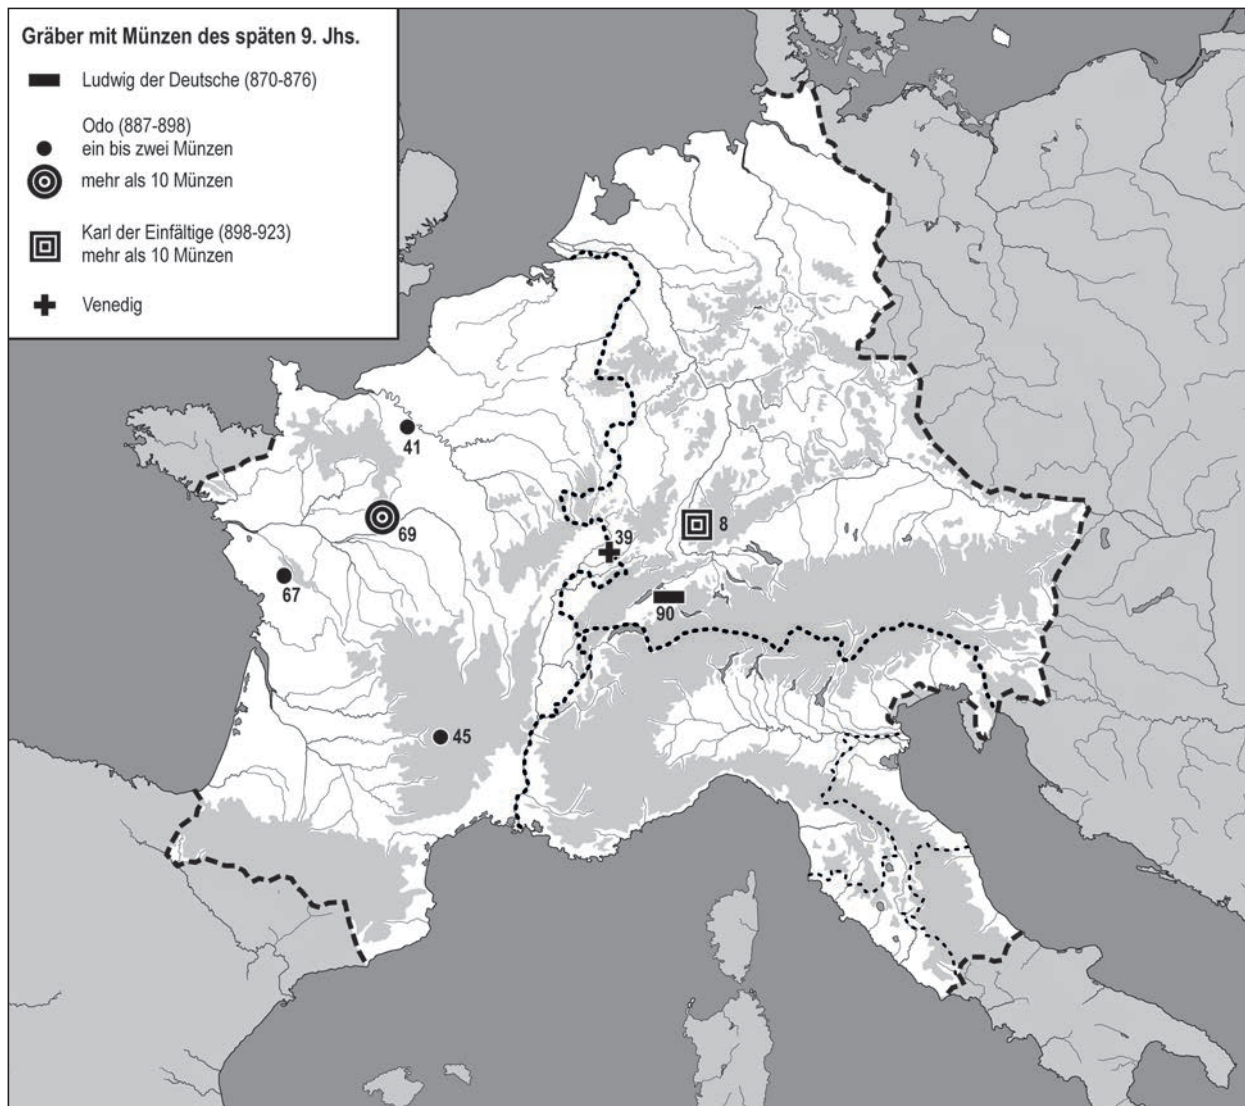 Gräber mit Münzen des späten 9. Jhs.
Ludwig der Deutsche (870-876)
Odo (887-898)
ein bis zwei Münzen
mehr als 10 Münzen
Karl der Einfältige (898-923)
mehr als 10 Münzen
Venedig
41
69
8
39
67
90
45